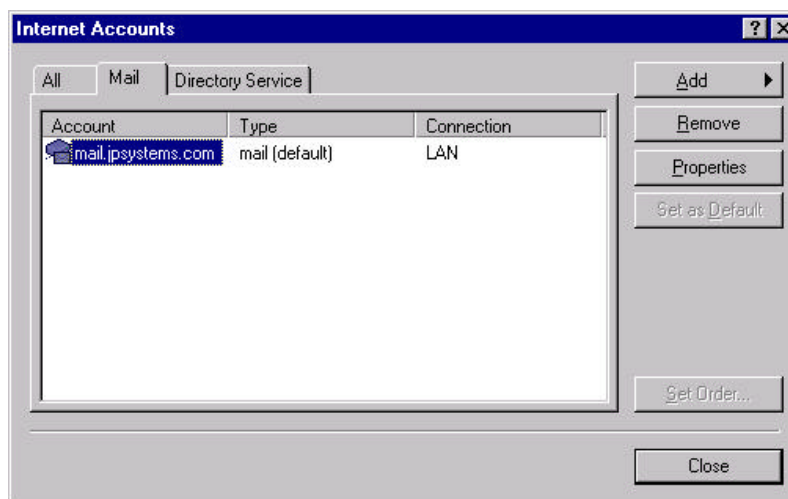 Internet Accounts
All Mail Directory Service
Add
Remove
Properties
Set as Default
Account Type Connection
mail.jpsystems.com mail (default) LAN
Set Order...
Close